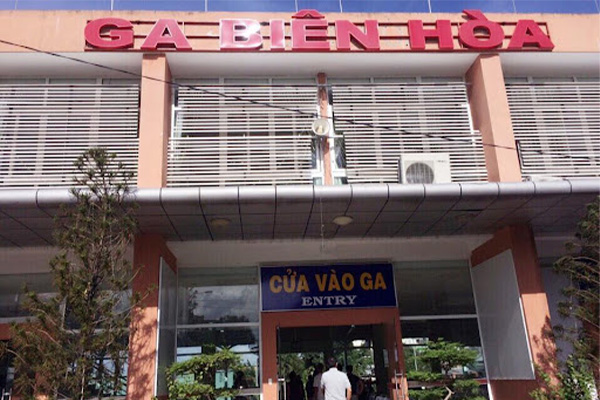 GA BIÊN HÒA
CỬA VÀO GA
ENTRY